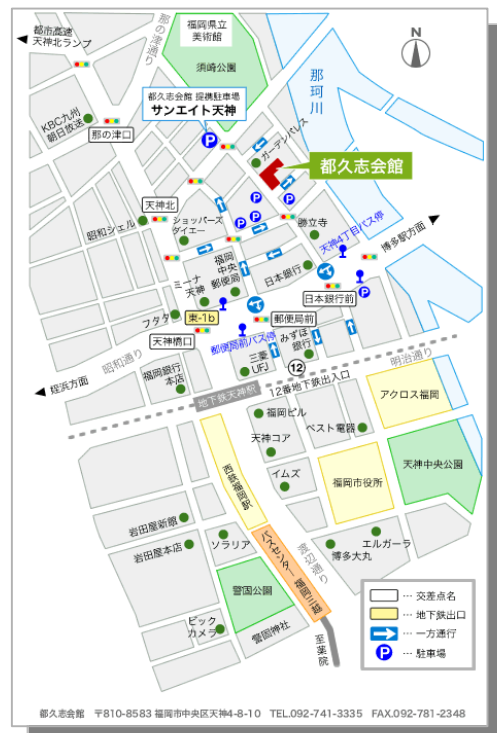 都市高速
天神北ランプ
那の津通り
福岡県立
美術館
須崎公園
N
那珂川
都久志会館 提携駐車場
サンエイト天神
KBC九州
朝日放送
那の津口
P
ガーデンパレス
都久志会館
天神北
昭和シェル
ショッパーズ
ダイエー
P
P
P
P
勝立寺
天神4丁目バス停
博多駅方面
福岡
中央
郵便局
日本銀行
ミーナ
天神
日本銀行前
P
フタタ
東-1b
郵便局前
天神橋口
昭和通り
郵便局前バス停
みずほ
銀行
三菱
UFJ
明治通り
姪浜方面
福岡銀行
本店
12
12番地下鉄出入口
地下鉄天神駅
アクロス福岡
福岡ビル
天神コア
ベスト電器
天神中央公園
西鉄福岡駅
イムズ
福岡市役所
岩田屋新館
岩田屋本店
ソラリア
バスセンター
福岡三越
渡辺通り
博多大丸
エルガーラ
警固公園
ビック
カメラ
警固神社
至薬院
… 交差点名
… 地下鉄出口
… 一方通行
P … 駐車場
都久志会館 〒810-8583 福岡市中央区天神4-8-10 TEL.092-741-3335 FAX.092-781-2348